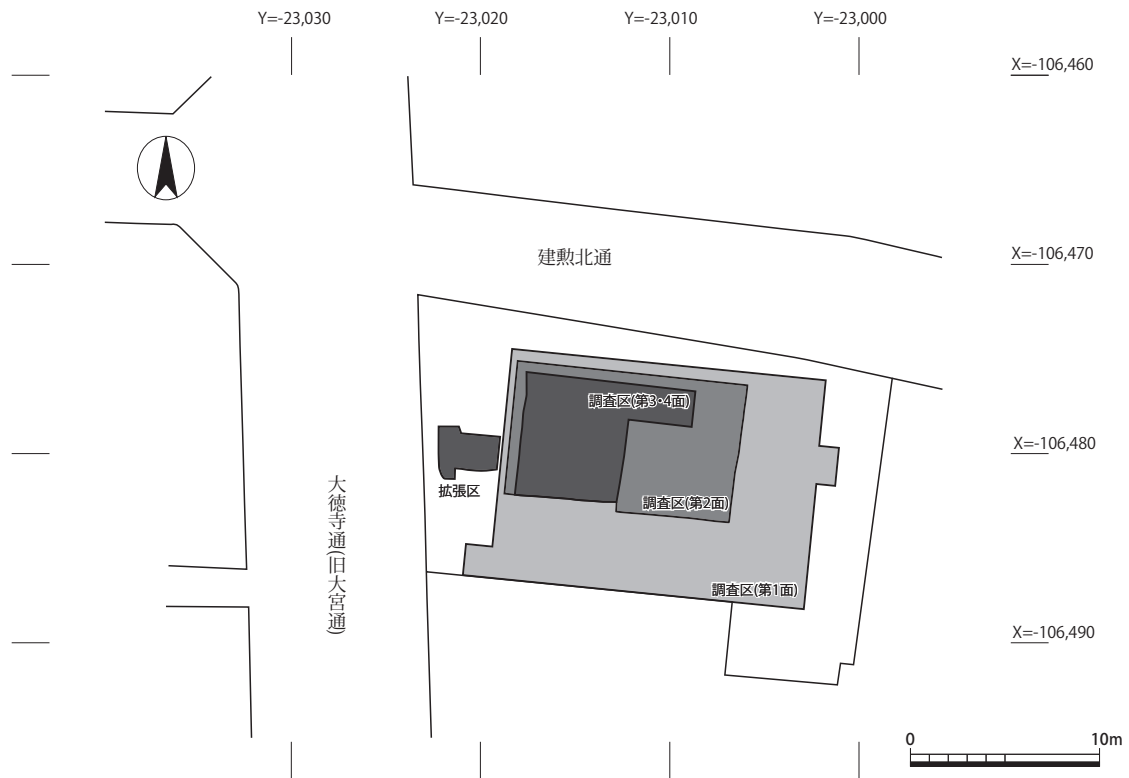 Y=-23,030
Y=-23,020
Y=-23,010
Y=-23,000
X=-106,460
X=-106,470
建勲北通
調査区(第3・4面)
X=-106,480
拡張区
調査区(第2面)
大徳寺通(旧大宮通)
調査区(第1面)
X=-106,490
0
10m